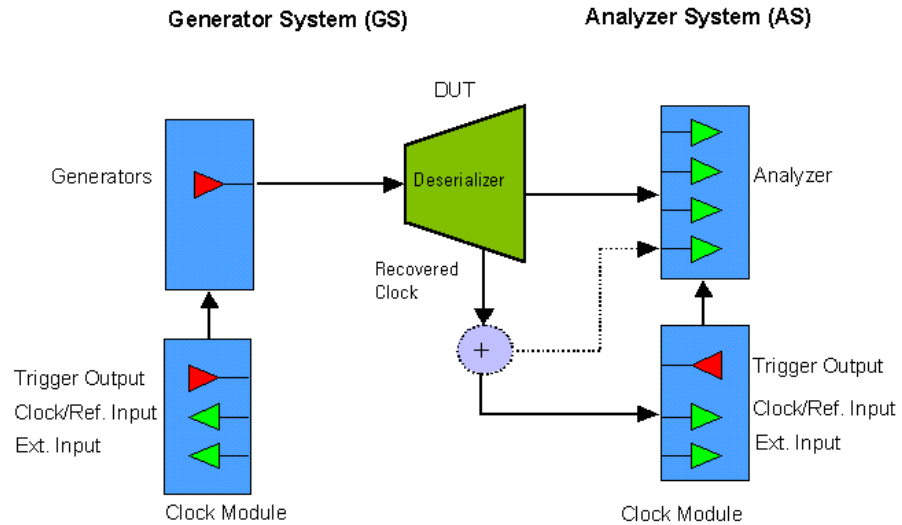 Generator System (GS)
Analyzer System (AS)
DUT
Generators
Deserializer
Analyzer
Recovered
Clock
+
Trigger Output
Clock/Ref. Input
Ext. Input
Clock Module
Trigger Output
Clock/Ref. Input
Ext. Input
Clock Module